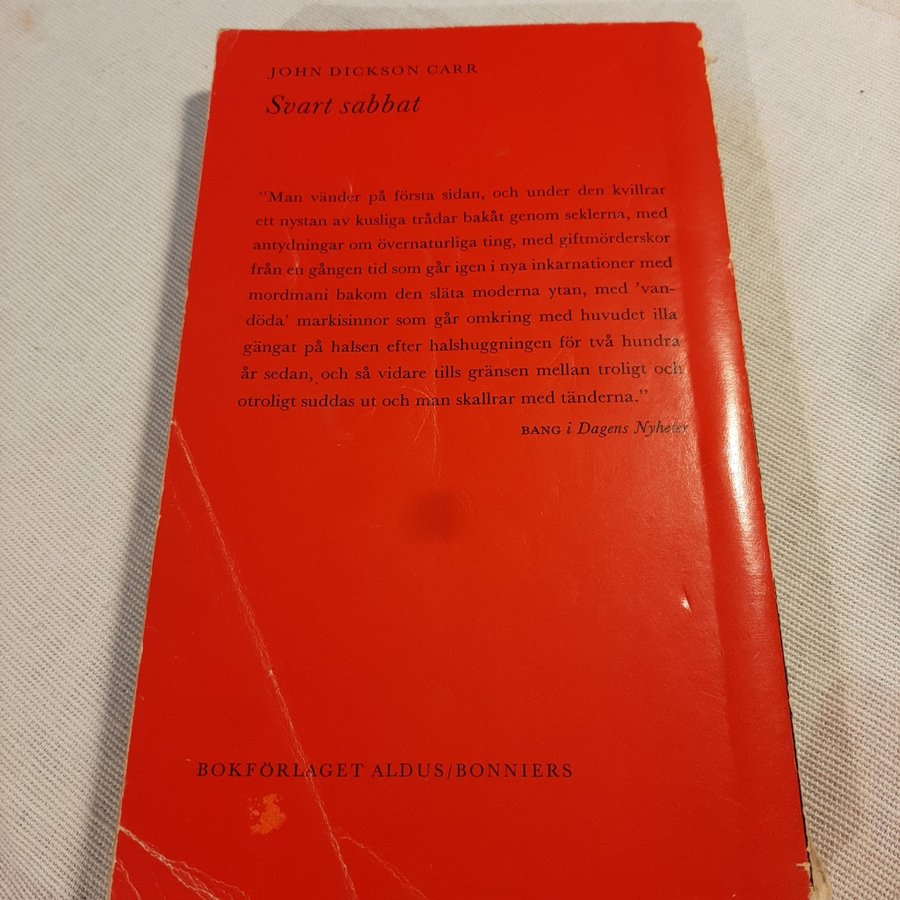 JOHN DICKSON CARR
Svart sabbat
”Man vänder på första sidan, och under den kvillrar
ett nystan av kusliga trådar bakåt genom seklerna, med
antydningar om övernaturliga ting, med giftmörderskor
från en gången tid som går igen i nya inkarnationer med
mordmani bakom den släta moderna ytan, med ’van-
döda’ markisinnor som går omkring med huvudet illa
gängat på halsen efter halshuggningen för två hundra
år sedan, och så vidare tills gränsen mellan troligt och
otroligt suddas ut och man skallrar med tänderna.”
BANG i Dagens Nyheter
BOKFÖRLAGET ALDUS/BONNIERS